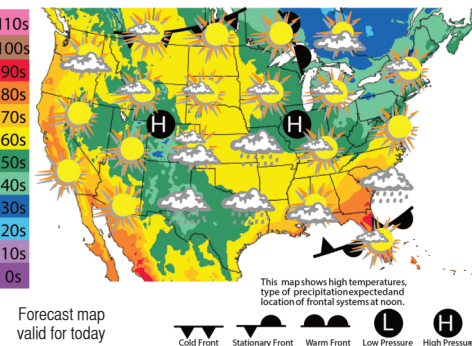 110s
100s
90s
80s
70s
60s
50s
40s
30s
20s
10s
0s
H
H
This map shows high temperatures,
type of precipitation expected and
location of frontal systems at noon.
Forecast map
valid for today
L
H
Cold Front Stationary Front Warm Front Low Pressure High Pressure